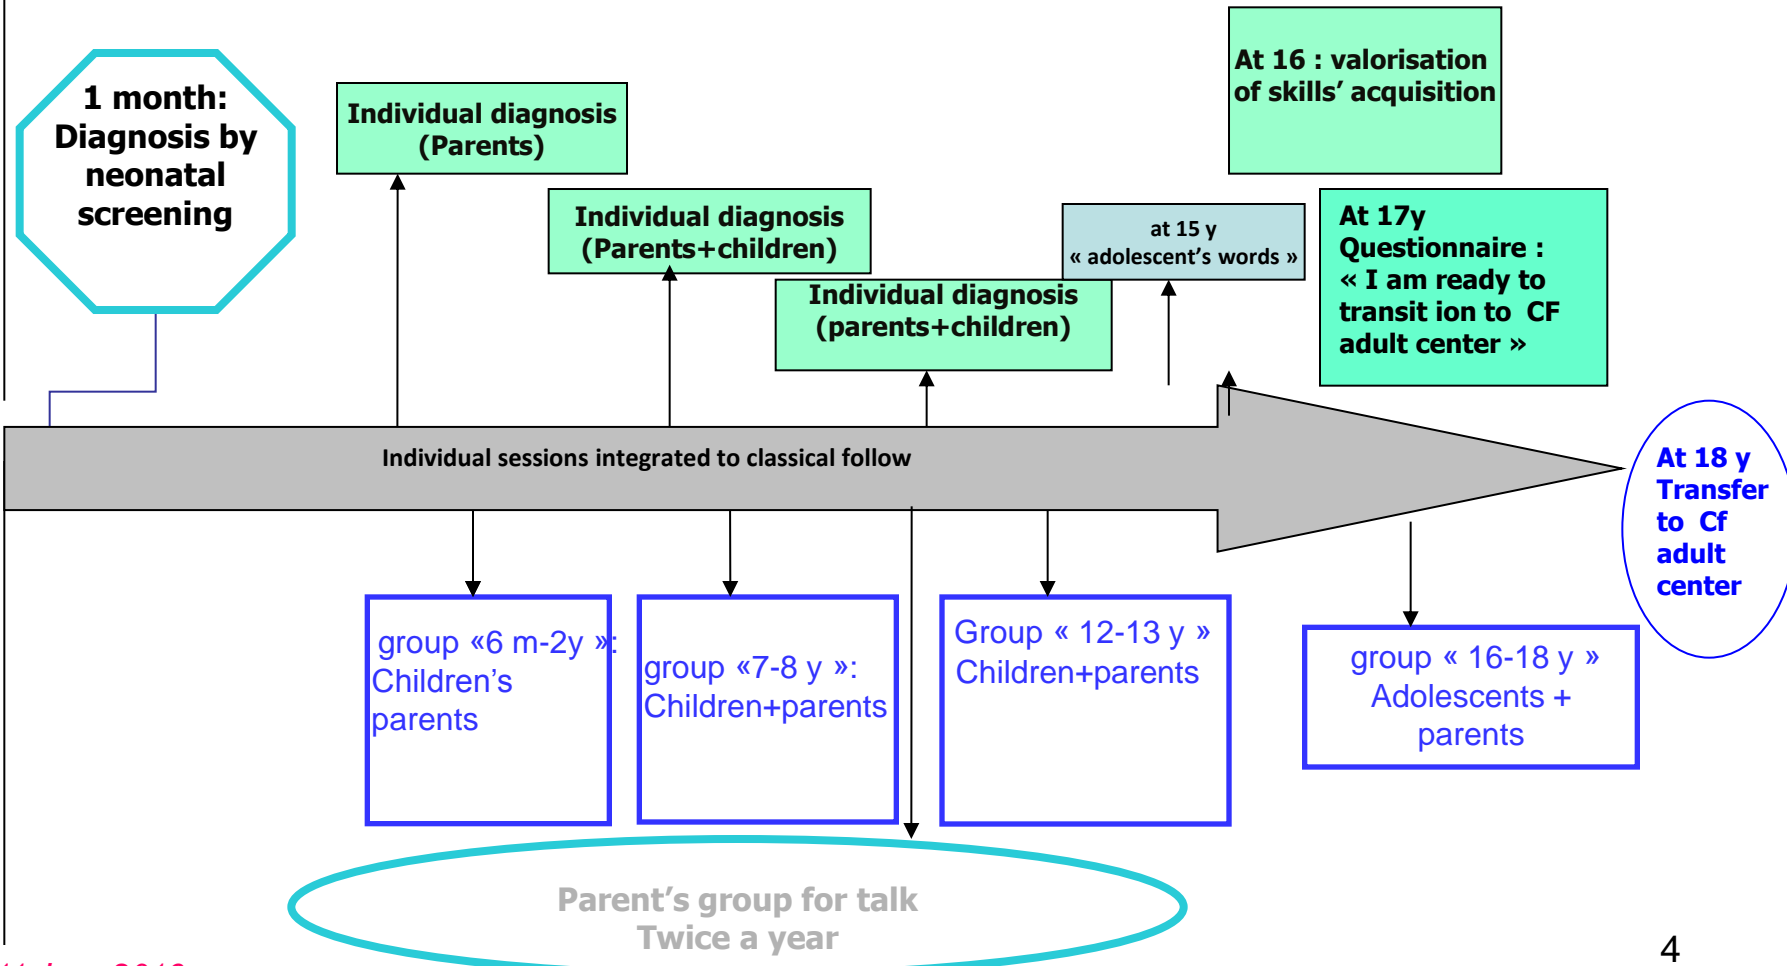 1 month:
Diagnosis by
neonatal
screening
Individual diagnosis
(Parents)
Individual diagnosis
(Parents+children)
Individual diagnosis
(parents+children)
at 15 y
« adolescent's words »
At 16 : valorisation
of skills' acquisition
At 17y
Questionnaire :
« I am ready to
transit ion to  CF
adult center »
Individual sessions integrated to classical follow
At 18 y
Transfer
to  Cf
adult
center
group «6 m-2y »:
Children's
parents
group «7-8 y »:
Children+parents
Group « 12-13 y »
Children+parents
group « 16-18 y »
Adolescents +
parents
Parent's group for talk
Twice a year
4